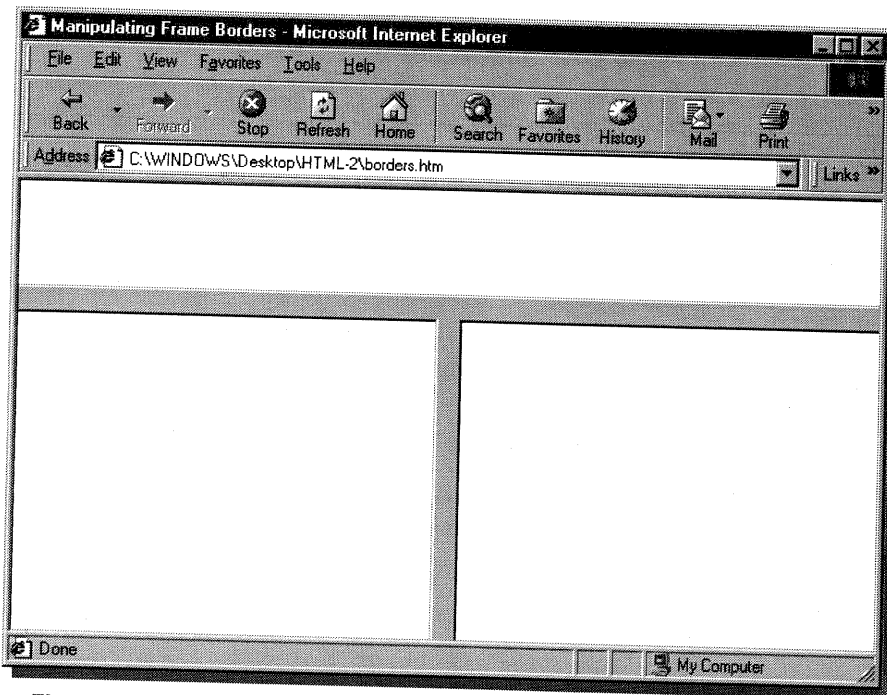 Manipulating Frame Borders - Microsoft Internet Explorer
File Edit View Favorites Tools Help
Back Forward Stop Refresh Home Search Favorites History Mail Print »
Address C:\WINDOWS\Desktop\HTML-2\borders.htm Links »
Done My Computer